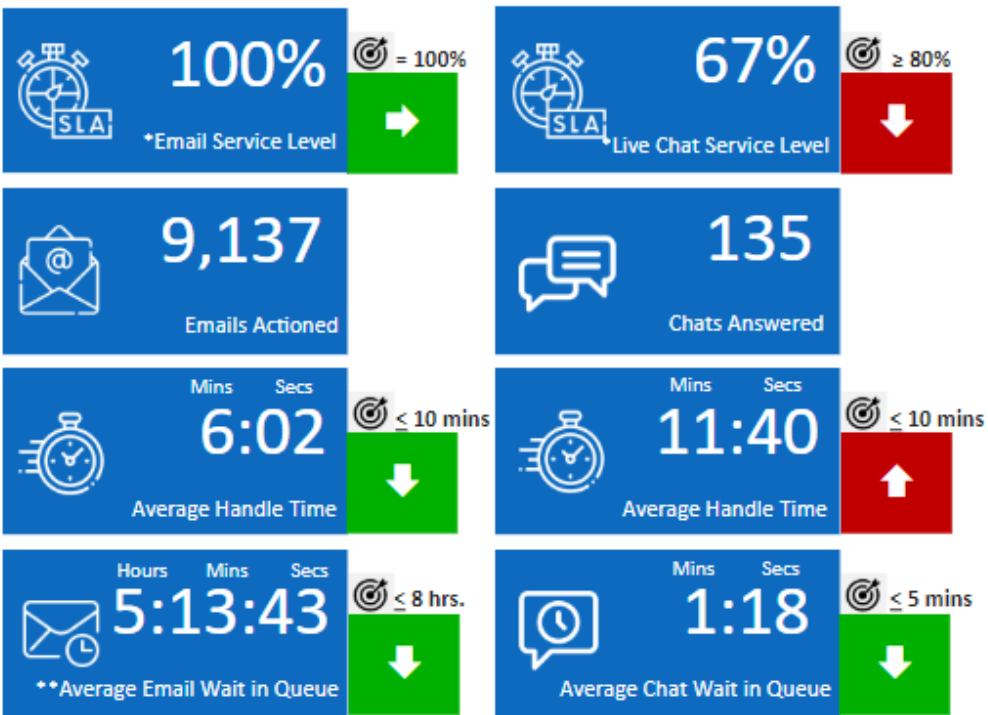 100%
= 100%
SLA
*Email Service Level
67%
≥ 80%
SLA
*Live Chat Service Level
9,137
@
Emails Actioned
135
Chats Answered
Mins Secs
6:02
≤ 10 mins
Average Handle Time
Mins Secs
11:40
≤ 10 mins
Average Handle Time
Hours Mins Secs
5:13:43
≤ 8 hrs.
**Average Email Wait in Queue
Mins Secs
1:18
≤ 5 mins
Average Chat Wait in Queue